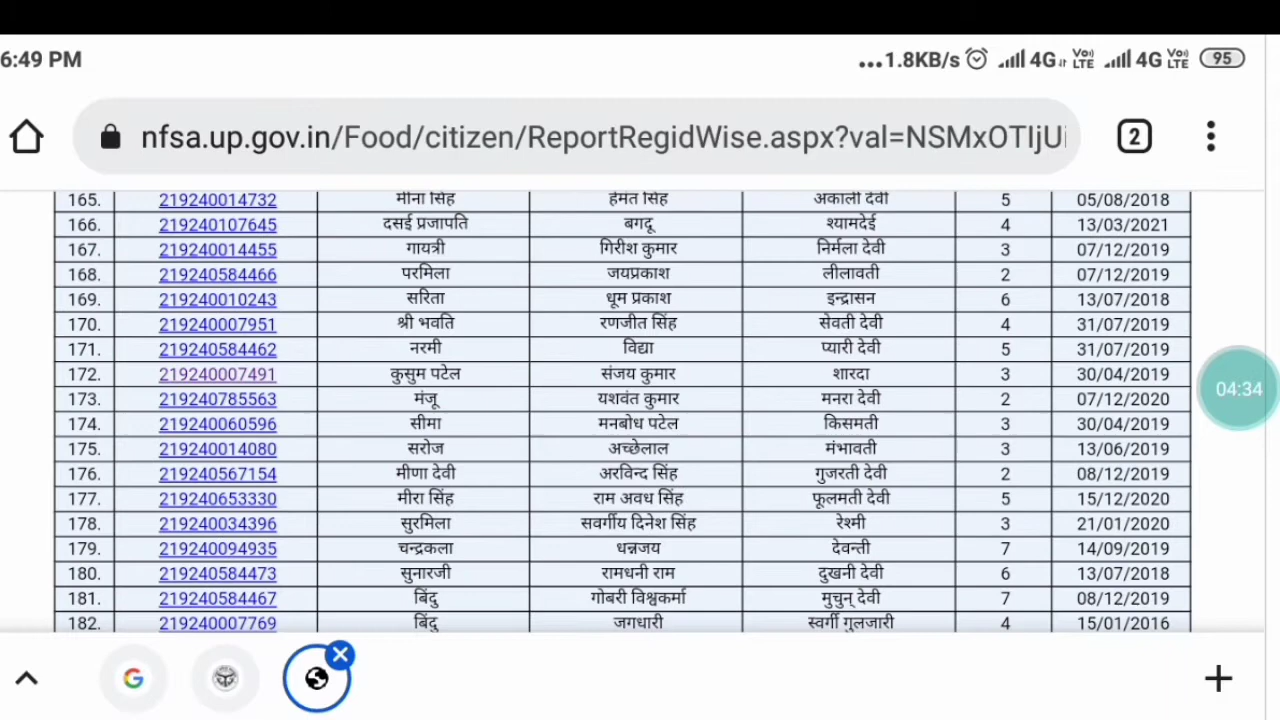 6:49 PM ...1.8KB/s 4G Vo) LTE 4G Vo) LTE 95
nfsa.up.gov.in/Food/citizen/ReportRegidWise.aspx?val=NSMxOTIjUi 2
165. 219240014732 मीना सिंह हेमंत सिंह अकाली देवी 5 05/08/2018
166. 219240107645 दसई प्रजापति बगदू श्यामदेई 4 13/03/2021
167. 219240014455 गायत्री गिरीश कुमार निर्मला देवी 3 07/12/2019
168. 219240584466 परमिला जयप्रकाश लीलावती 2 07/12/2019
169. 219240010243 सरिता धूम प्रकाश इन्द्रासन 6 13/07/2018
170. 219240007951 श्री भवति रणजीत सिंह सेवती देवी 4 31/07/2019
171. 219240584462 नरमी विद्या प्यारी देवी 5 31/07/2019
172. 219240007491 कुसुम पटेल संजय कुमार शारदा 3 30/04/2019
04:34
173. 219240785563 मंजू यशवंत कुमार मनरा देवी 2 07/12/2020
174. 219240060596 सीमा मनबोध पटेल किसमती 3 30/04/2019
175. 219240014080 सरोज अच्छेलाल मंभावती 3 13/06/2019
176. 219240567154 मीणा देवी अरविन्द सिंह गुजरती देवी 2 08/12/2019
177. 219240653330 मीरा सिंह राम अवध सिंह फूलमती देवी 5 15/12/2020
178. 219240034396 सुरमिला सवर्गीय दिनेश सिंह रेश्मी 3 21/01/2020
179. 219240094935 चन्द्रकला धन्नजय देवन्ती 7 14/09/2019
180. 219240584473 सुनारजी रामधनी राम दुखनी देवी 6 13/07/2018
181. 219240584467 बिंदु गोबरी विश्वकर्मा मुचुन् देवी 7 08/12/2019
182. 219240007769 बिंदु जगधारी स्वर्गी गुलजारी 4 15/01/2016